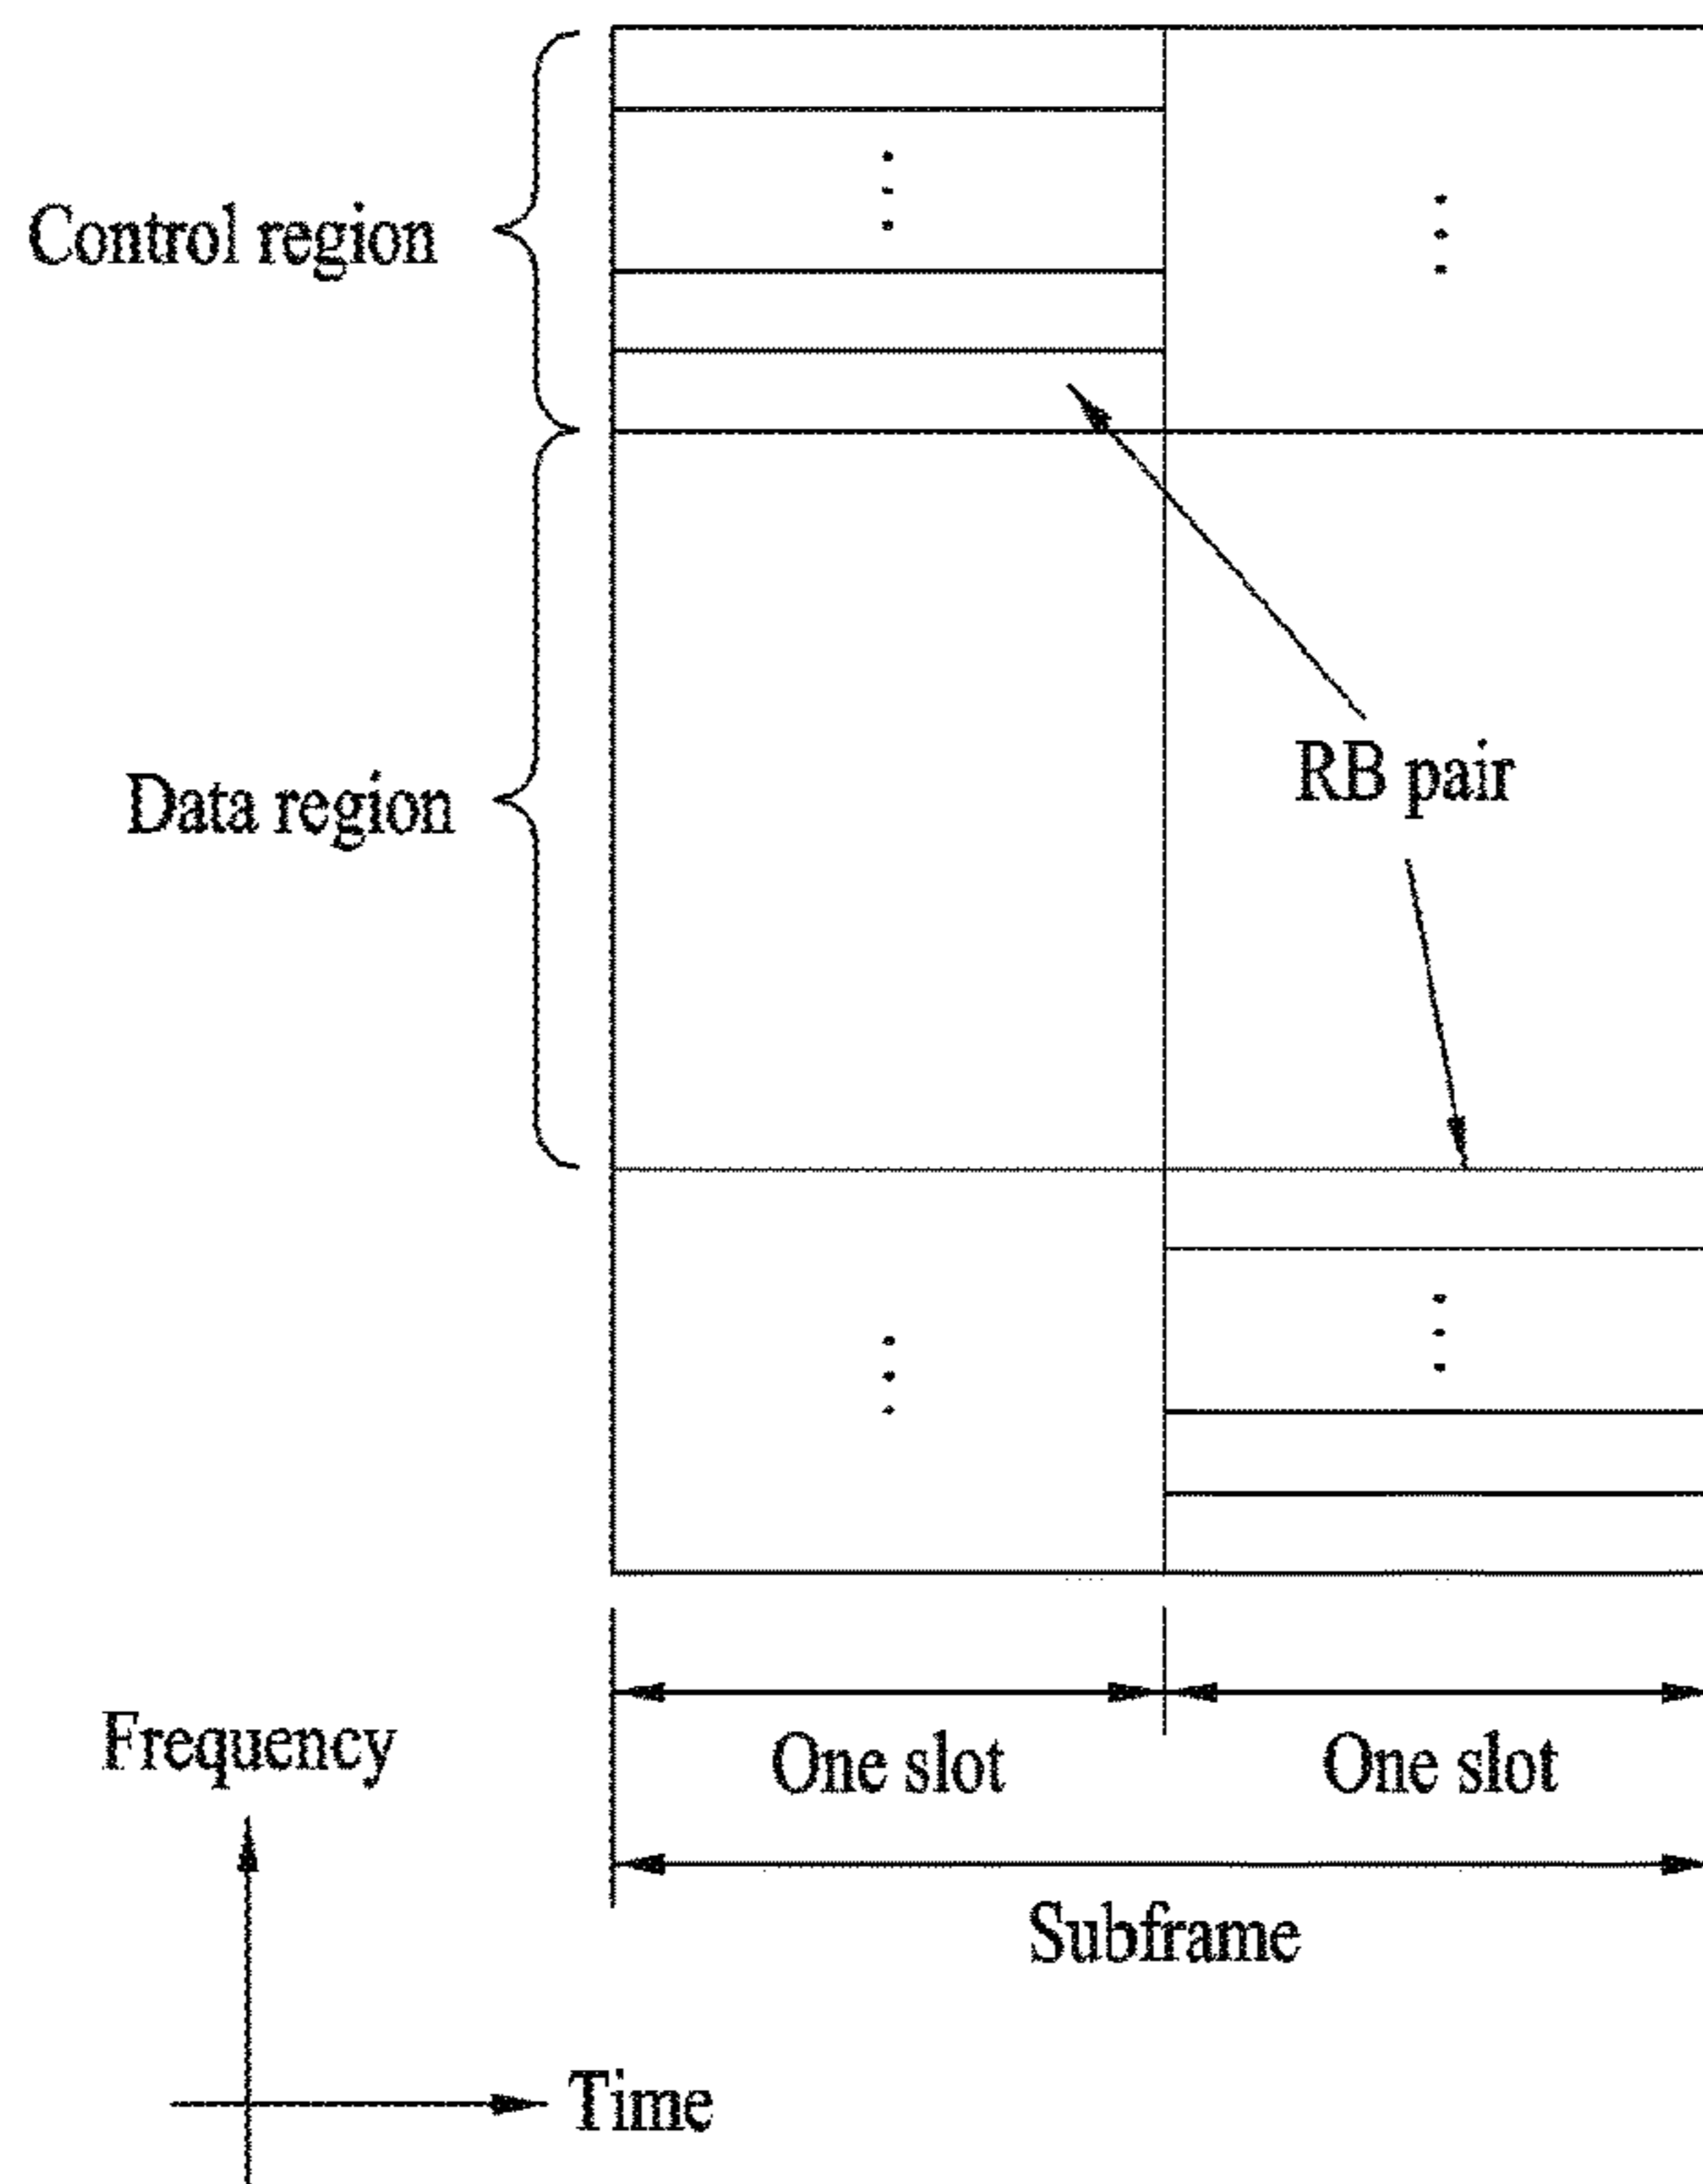 Control region
Data region
RB pair
One slot
One slot
Subframe
Frequency
Time